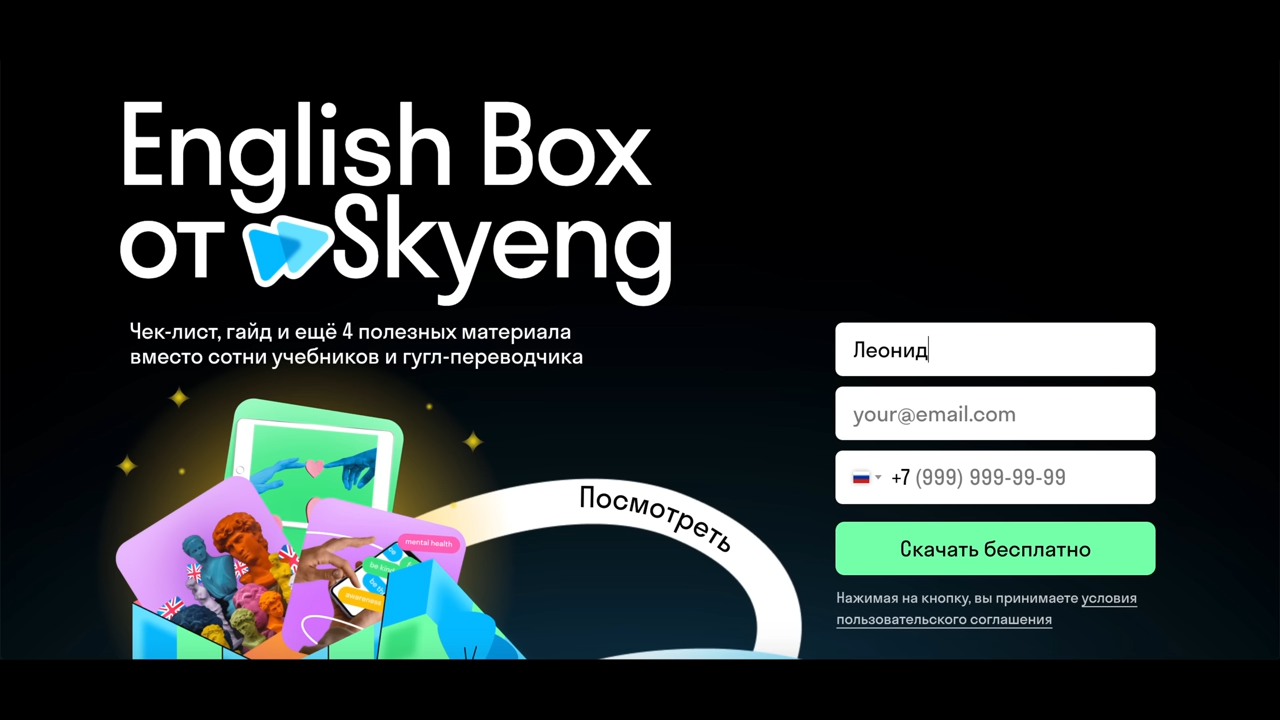 English Box
от Skyeng
Чек-лист, гайд и ещё 4 полезных материала
вместо сотни учебников и гугл-переводчика
Леонид
your@email.com
+7 (999) 999-99-99
Скачать бесплатно
Нажимая на кнопку, вы принимаете условия
пользовательского соглашения
Посмотреть
mental health
awareness